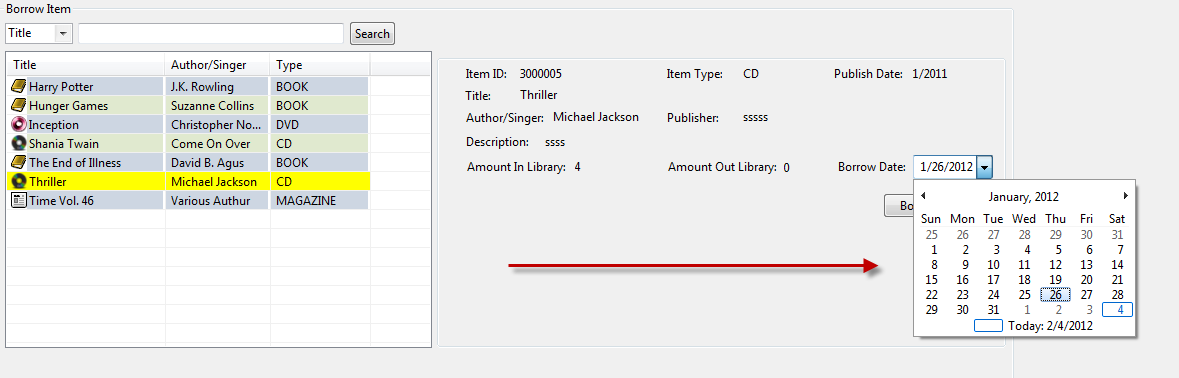 Borrow Item
Title Search
Title Author/Singer Type
Harry Potter J.K. Rowling BOOK
Hunger Games Suzanne Collins BOOK
Inception Christopher No... DVD
Shania Twain Come On Over CD
The End of Illness David B. Agus BOOK
Thriller Michael Jackson CD
Time Vol. 46 Various Authur MAGAZINE
Item ID: 3000005 Item Type: CD Publish Date: 1/2011
Title: Thriller
Author/Singer: Michael Jackson Publisher: sssss
Description: ssss
Amount In Library: 4 Amount Out Library: 0 Borrow Date: 1/26/2012
Bo
January, 2012
Sun Mon Tue Wed Thu Fri Sat
25 26 27 28 29 30 31
1 2 3 4 5 6 7
8 9 10 11 12 13 14
15 16 17 18 19 20 21
22 23 24 25 26 27 28
29 30 31 1 2 3 4
Today: 2/4/2012